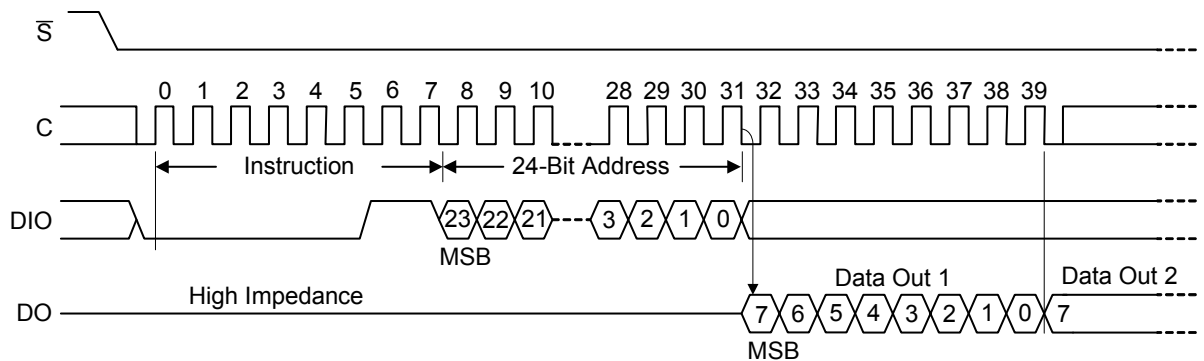 S
0 1 2 3 4 5 6 7 8 9 10 28 29 30 31 32 33 34 35 36 37 38 39
C
Instruction 24-Bit Address
DIO 23 22 21 3 2 1 0
MSB
Data Out 1 Data Out 2
High Impedance
DO 7 6 5 4 3 2 1 0 7
MSB